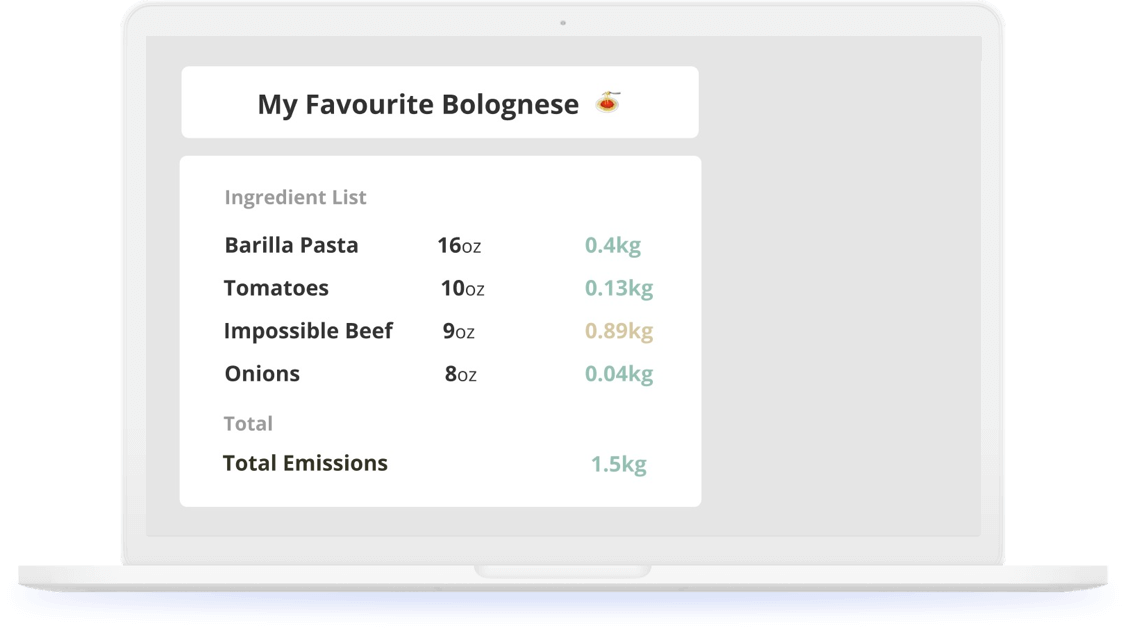 My Favourite Bolognese 🍝
Ingredient List
Barilla Pasta 16oz 0.4kg
Tomatoes 10oz 0.13kg
Impossible Beef 9oz 0.89kg
Onions 8oz 0.04kg
Total
Total Emissions 1.5kg